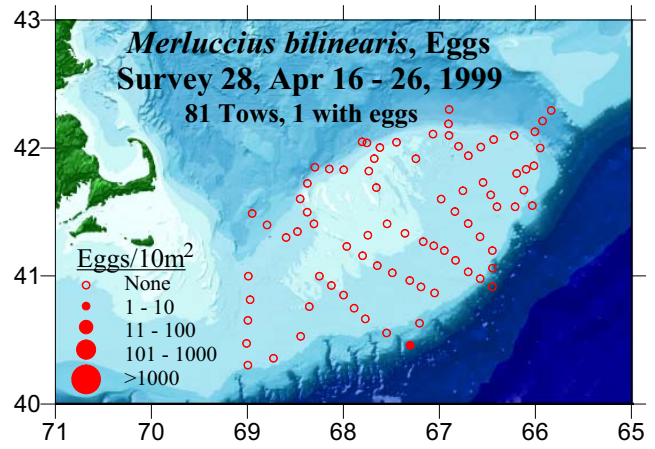 Merluccius bilinearis, Eggs
Survey 28, Apr 16 - 26, 1999
81 Tows, 1 with eggs
43
42
41
40
Eggs/10m²
None
1 - 10
11 - 100
101 - 1000
>1000
71 70 69 68 67 66 65